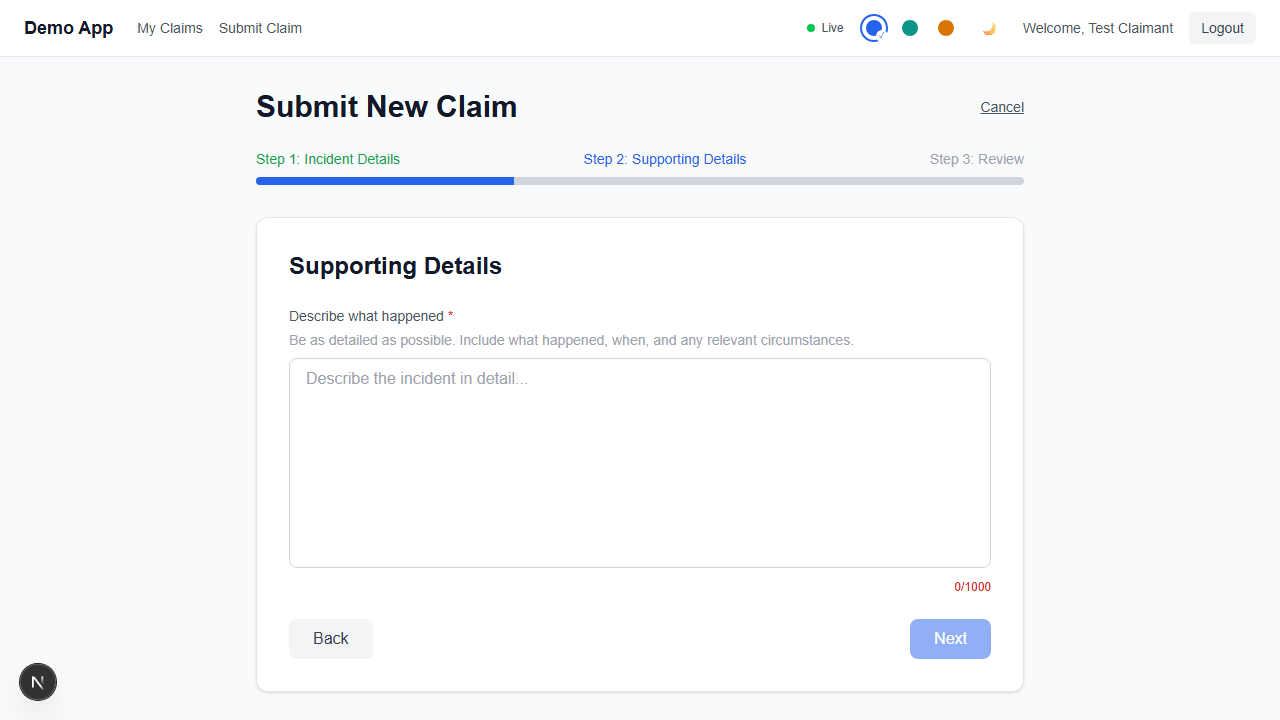 Demo App My Claims Submit Claim Live Welcome, Test Claimant Logout
Submit New Claim Cancel
Step 1: Incident Details Step 2: Supporting Details Step 3: Review
Supporting Details
Describe what happened *
Be as detailed as possible. Include what happened, when, and any relevant circumstances.
Describe the incident in detail...
0/1000
Back Next
N